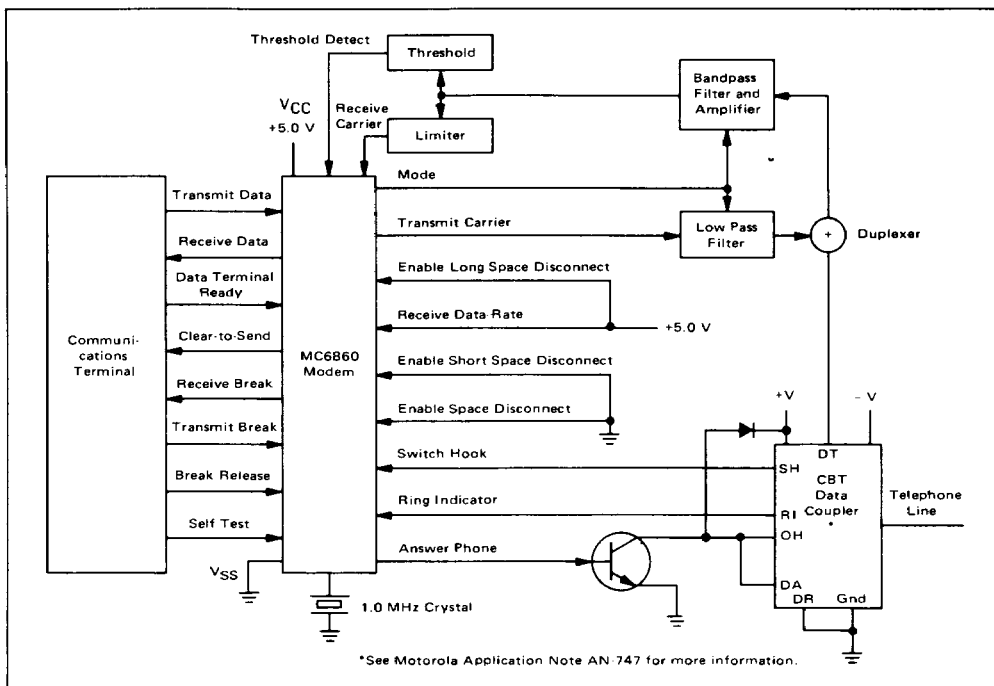 Threshold Detect
Threshold
Bandpass
Filter and
Amplifier
VCC
+5.0 V
Receive
Carrier
Limiter
Mode
Transmit Data
Transmit Carrier
Low Pass
Filter
+
Duplexer
Receive Data
Enable Long Space Disconnect
Data Terminal
Ready
Receive Data Rate
+5.0 V
Communi-
cations
Terminal
Clear-to-Send
MC6860
Modem
Enable Short Space Disconnect
Receive Break
Enable Space Disconnect
+V
- V
Transmit Break
Switch Hook
SH
DT
CBT
Data
Coupler
*
Break Release
Ring Indicator
RI
Telephone
Line
Self Test
Answer Phone
OH
VSS
DA
DR
Gnd
1.0 MHz Crystal
*See Motorola Application Note AN-747 for more information.